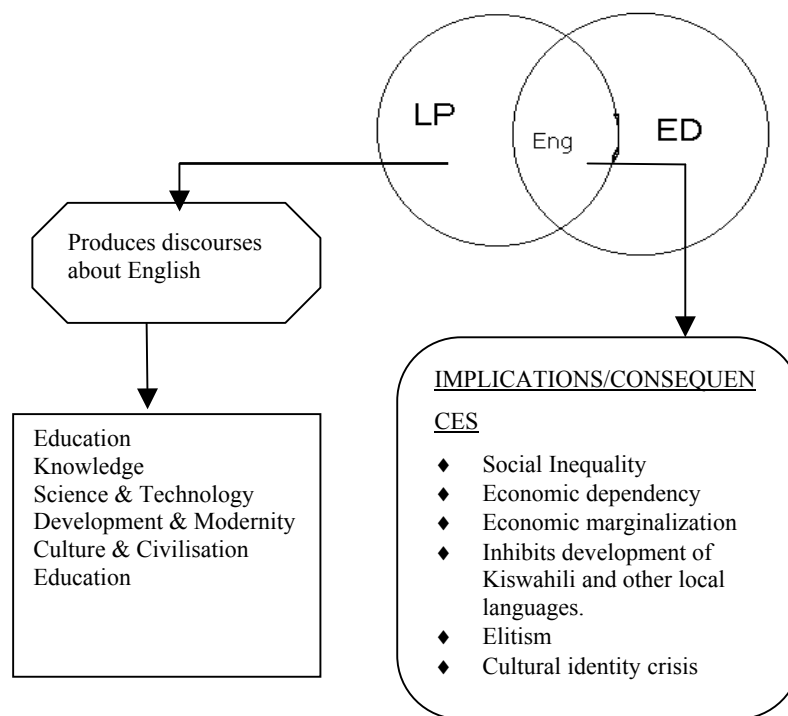 LP
Eng
ED
Produces discourses
about English
Education
Knowledge
Science & Technology
Development & Modernity
Culture & Civilisation
Education
IMPLICATIONS/CONSEQUEN
CES
♦ Social Inequality
♦ Economic dependency
♦ Economic marginalization
♦ Inhibits development of
Kiswahili and other local
languages.
♦ Elitism
♦ Cultural identity crisis